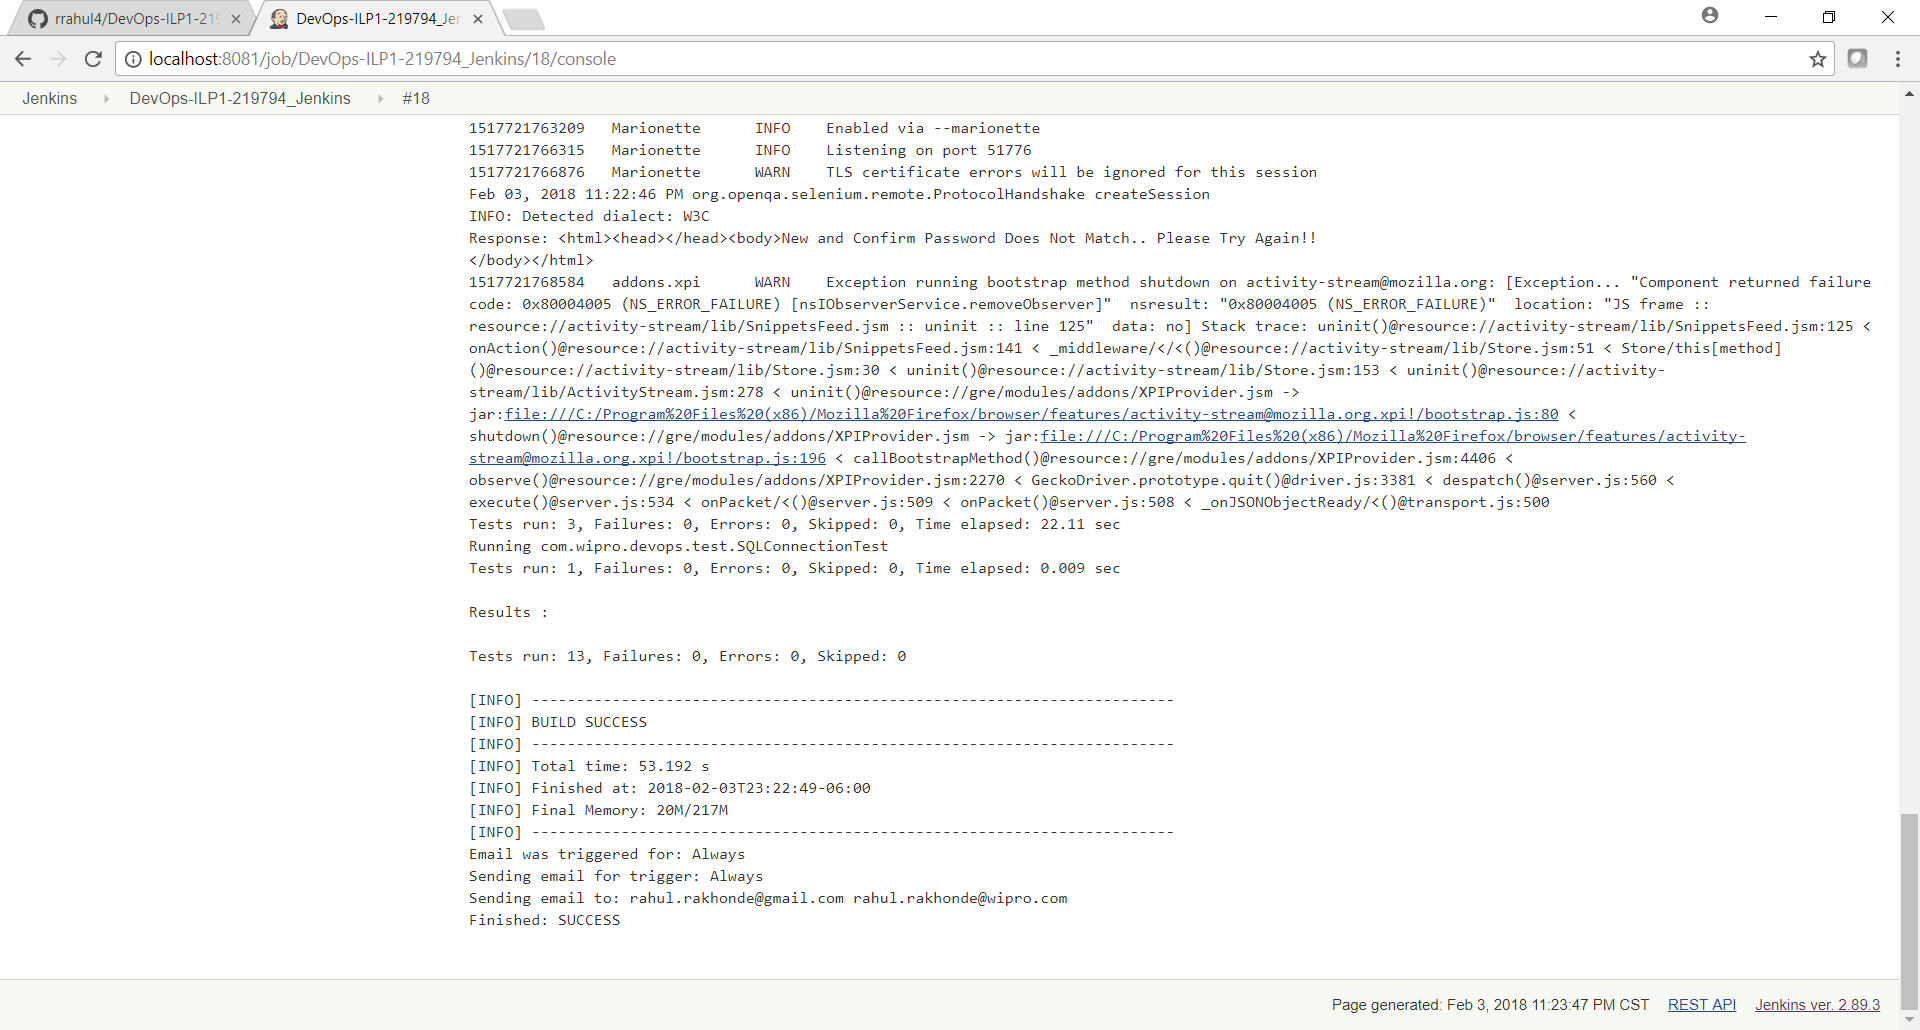 rrahul4/DevOps-ILP1-219
DevOps-ILP1-219794_Jen
localhost:8081/job/DevOps-ILP1-219794_Jenkins/18/console
Jenkins
DevOps-ILP1-219794_Jenkins
#18
1517721763209 Marionette INFO Enabled via --marionette
1517721766315 Marionette INFO Listening on port 51776
1517721766876 Marionette WARN TLS certificate errors will be ignored for this session
Feb 03, 2018 11:22:46 PM org.openqa.selenium.remote.ProtocolHandshake createSession
INFO: Detected dialect: W3C
Response: <html><head></head><body>New and Confirm Password Does Not Match.. Please Try Again!!
</body></html>
1517721768584 addons.xpi WARN Exception running bootstrap method shutdown on activity-stream@mozilla.org: [Exception... "Component returned failure
code: 0x80004005 (NS_ERROR_FAILURE) [nsIObserverService.removeObserver]" nsresult: "0x80004005 (NS_ERROR_FAILURE)" location: "JS frame ::
resource://activity-stream/lib/SnippetsFeed.jsm :: uninit :: line 125" data: no] Stack trace: uninit()@resource://activity-stream/lib/SnippetsFeed.jsm:125 <
onAction()@resource://activity-stream/lib/SnippetsFeed.jsm:141 < _middleware/</<()@resource://activity-stream/lib/Store.jsm:51 < Store/this[method]
()@resource://activity-stream/lib/Store.jsm:30 < uninit()@resource://activity-stream/lib/Store.jsm:153 < uninit()@resource://activity-
stream/lib/ActivityStream.jsm:278 < uninit()@resource://gre/modules/addons/XPIProvider.jsm ->
jar:file:///C:/Program%20Files%20(x86)/Mozilla%20Firefox/browser/features/activity-stream@mozilla.org.xpi!/bootstrap.js:80 <
shutdown()@resource://gre/modules/addons/XPIProvider.jsm -> jar:file:///C:/Program%20Files%20(x86)/Mozilla%20Firefox/browser/features/activity-
stream@mozilla.org.xpi!/bootstrap.js:196 < callBootstrapMethod()@resource://gre/modules/addons/XPIProvider.jsm:4406 <
observe()@resource://gre/modules/addons/XPIProvider.jsm:2270 < GeckoDriver.prototype.quit()@driver.js:3381 < despatch()@server.js:560 <
execute()@server.js:534 < onPacket/<()@server.js:509 < onPacket()@server.js:508 < _onJSONObjectReady/<()@transport.js:500
Tests run: 3, Failures: 0, Errors: 0, Skipped: 0, Time elapsed: 22.11 sec
Running com.wipro.devops.test.SQLConnectionTest
Tests run: 1, Failures: 0, Errors: 0, Skipped: 0, Time elapsed: 0.009 sec
Results :
Tests run: 13, Failures: 0, Errors: 0, Skipped: 0
[INFO] ------------------------------------------------------------------------
[INFO] BUILD SUCCESS
[INFO] ------------------------------------------------------------------------
[INFO] Total time: 53.192 s
[INFO] Finished at: 2018-02-03T23:22:49-06:00
[INFO] Final Memory: 20M/217M
[INFO] ------------------------------------------------------------------------
Email was triggered for: Always
Sending email for trigger: Always
Sending email to: rahul.rakhonde@gmail.com rahul.rakhonde@wipro.com
Finished: SUCCESS
Page generated: Feb 3, 2018 11:23:47 PM CST REST API Jenkins ver. 2.89.3